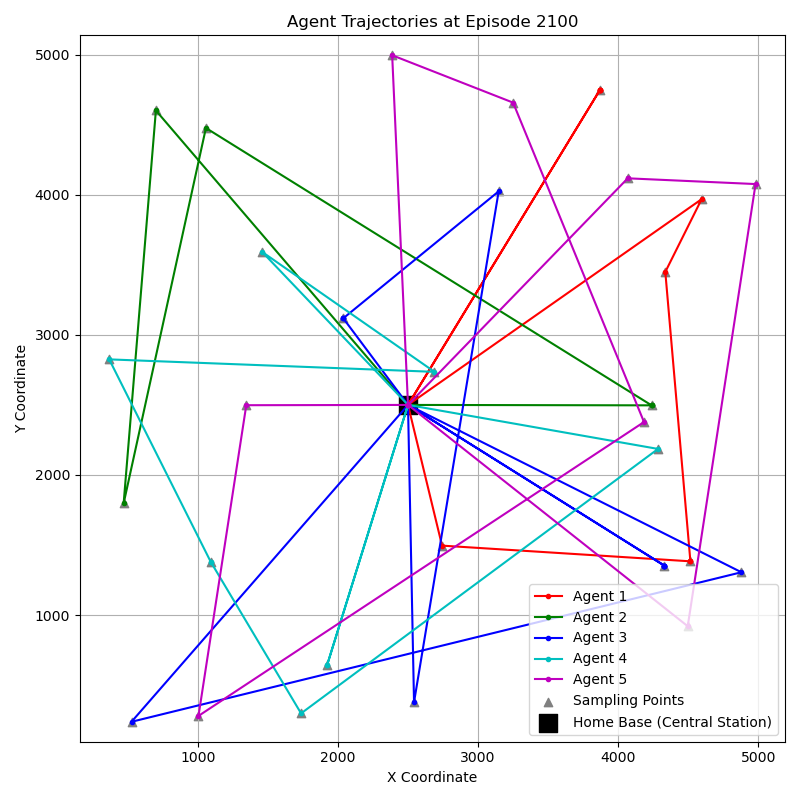 Agent Trajectories at Episode 2100
5000
4000
3000
2000
1000
Y Coordinate
1000
2000
3000
4000
5000
X Coordinate
Agent 1
Agent 2
Agent 3
Agent 4
Agent 5
Sampling Points
Home Base (Central Station)